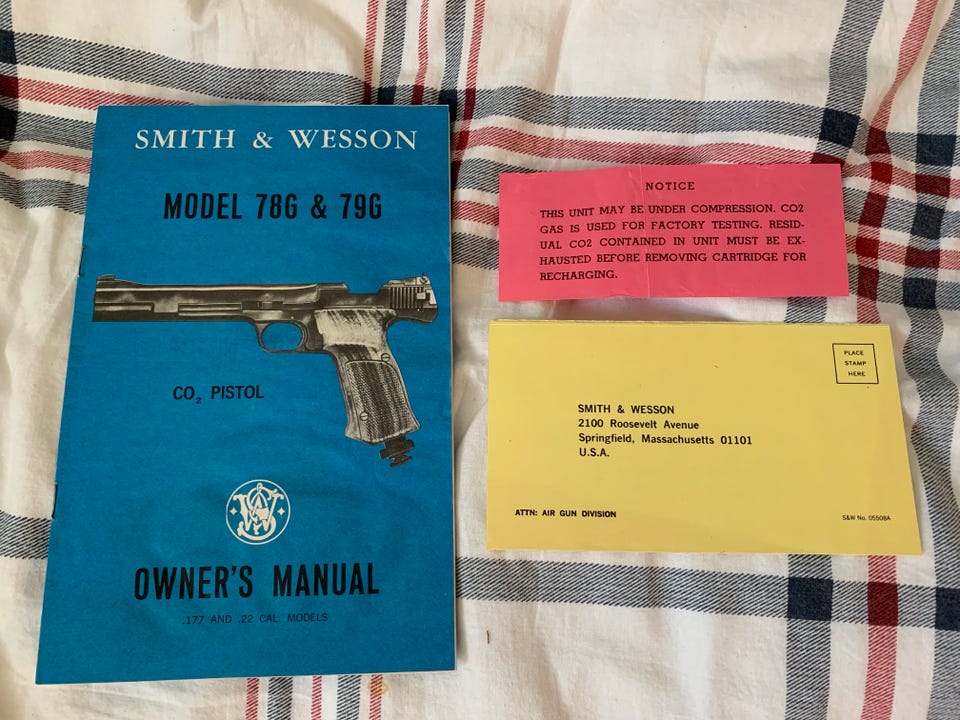 SMITH & WESSON
MODEL 78G & 79G
CO₂ PISTOL
SW
OWNER'S MANUAL
.177 AND .22 CAL. MODELS
NOTICE
THIS UNIT MAY BE UNDER COMPRESSION. CO2
GAS IS USED FOR FACTORY TESTING. RESID-
UAL CO2 CONTAINED IN UNIT MUST BE EX-
HAUSTED BEFORE REMOVING CARTRIDGE FOR
RECHARGING.
PLACE
STAMP
HERE
SMITH & WESSON
2100 Roosevelt Avenue
Springfield, Massachusetts 01101
U.S.A.
ATTN: AIR GUN DIVISION
S&W No. 05508A